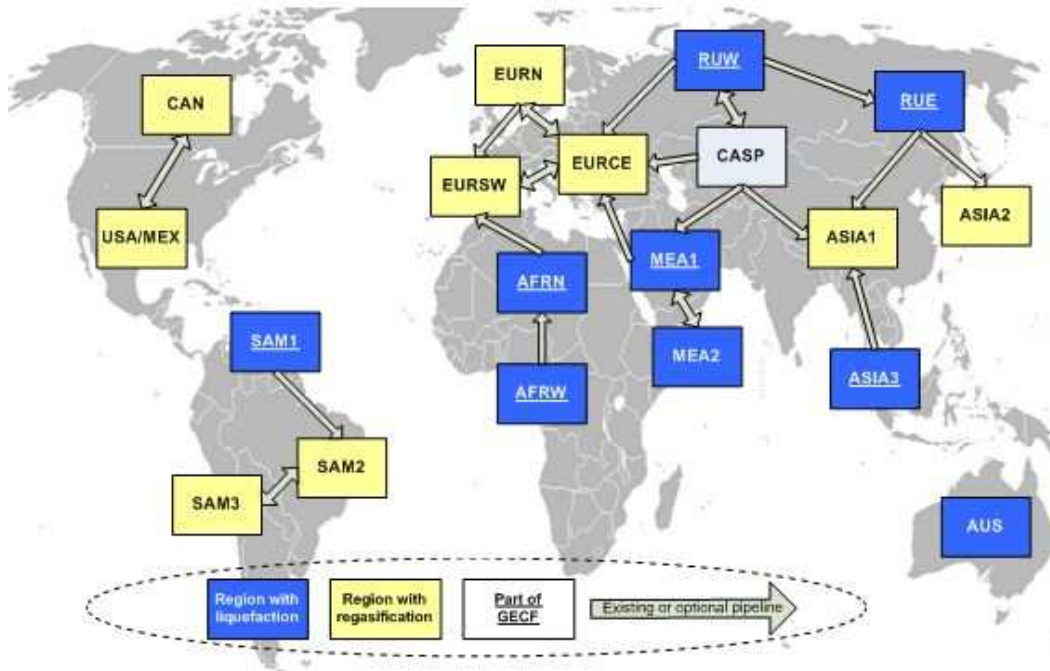 EURN
RUW
CAN
RUE
EURSW
EURCE
CASP
USA/MEX
ASIA1
ASIA2
AFRN
MEA1
SAM1
MEA2
AFRW
ASIA3
SAM2
SAM3
AUS
Region with
liquefaction
Region with
regasification
Part of
GECF
Existing or optional pipeline